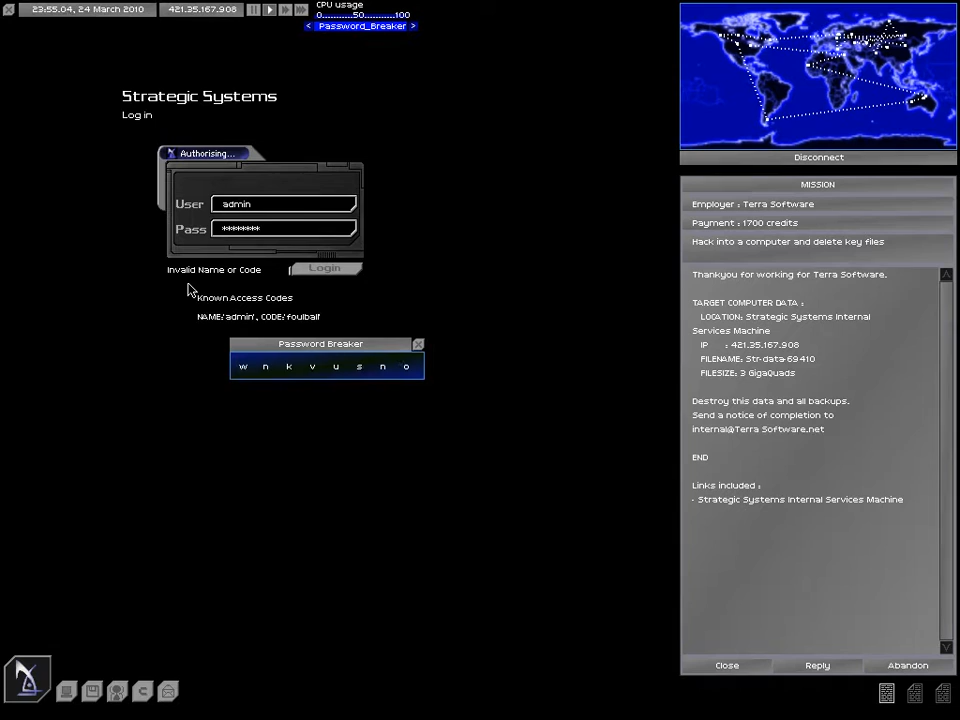 23:55.04, 24 March 2010
421.35.167.908
CPU usage
0..........50..........100
< Password_Breaker >
Strategic Systems
Log in
Authorising...
User admin
Pass ********
Invalid Name or Code
Login
Known Access Codes
NAME:'admin', CODE:'foulball'
Password Breaker
w n k v u s n o
Disconnect
MISSION
Employer : Terra Software
Payment : 1700 credits
Hack into a computer and delete key files
Thankyou for working for Terra Software.
TARGET COMPUTER DATA :
LOCATION: Strategic Systems Internal
Services Machine
IP : 421.35.167.908
FILENAME: Str-data-69410
FILESIZE: 3 GigaQuads
Destroy this data and all backups.
Send a notice of completion to
internal@Terra Software.net
END
Links included :
- Strategic Systems Internal Services Machine
Close
Reply
Abandon